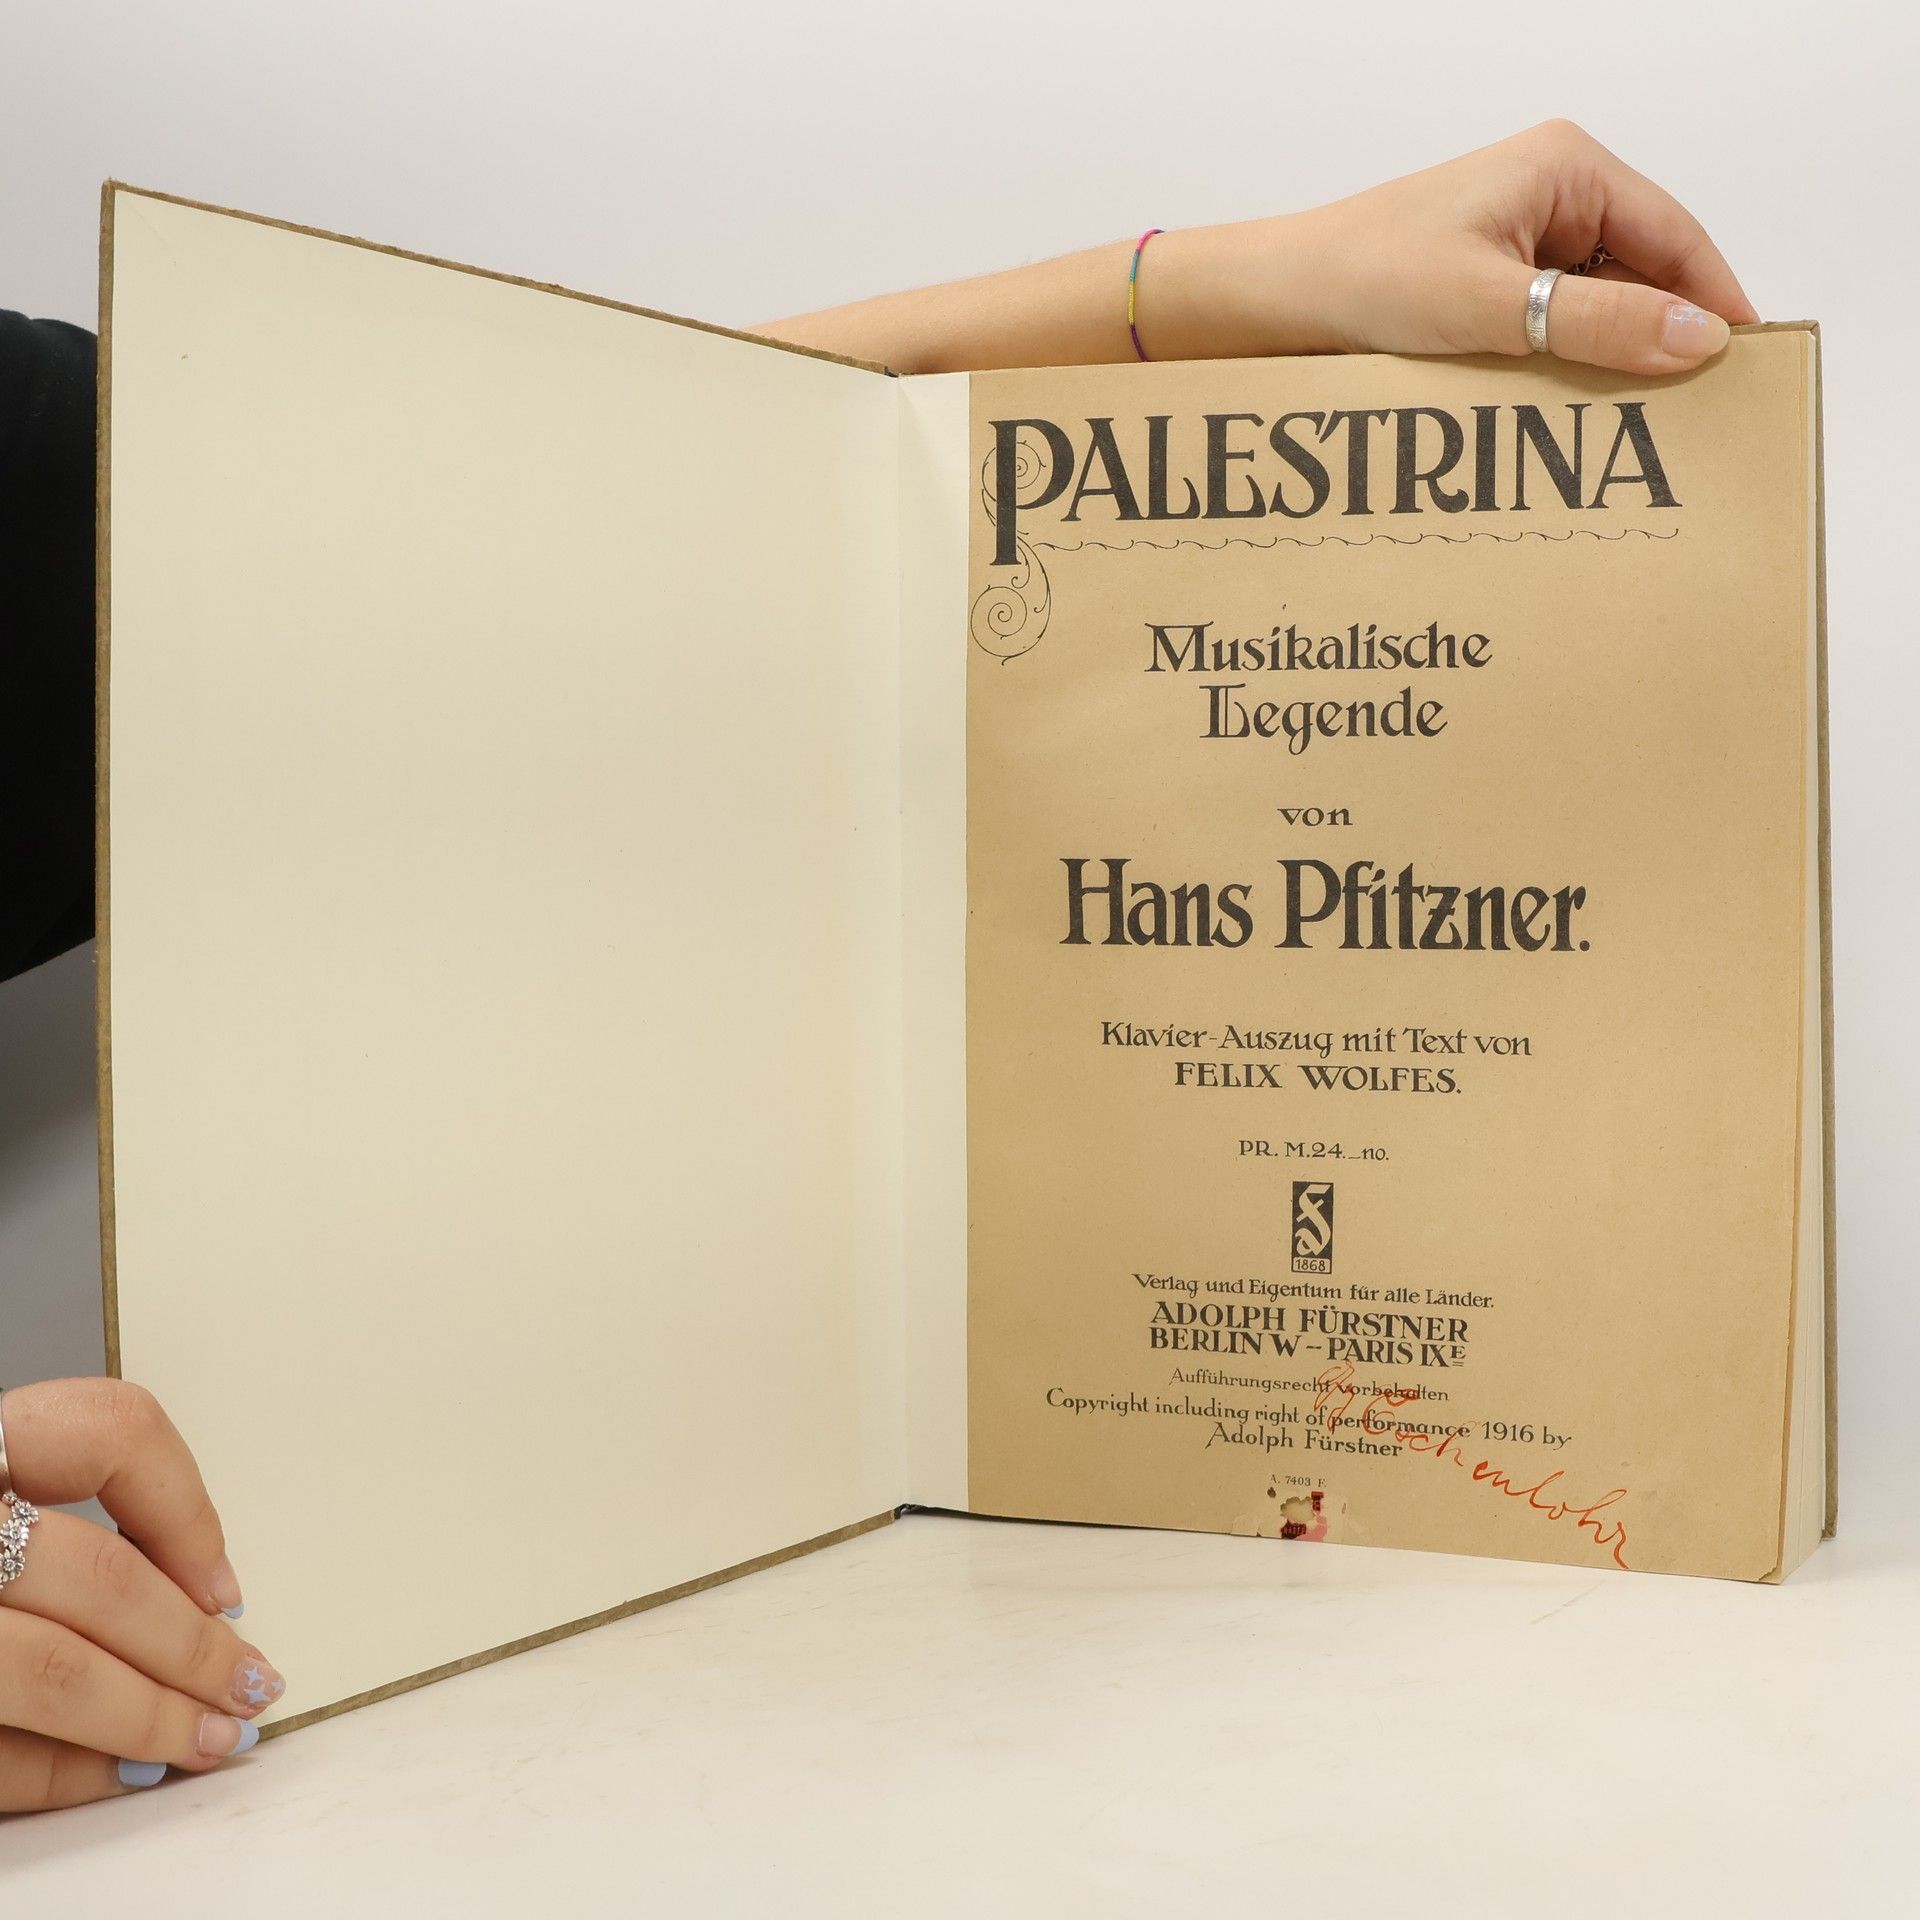 PALESTRINA
Musikalische
Legende
von
Hans Pfitzner.
Klavier-Auszug mit Text von
FELIX WOLFES.
PR. M.24._no.
1868
Verlag und Eigentum für alle Länder.
ADOLPH FÜRSTNER
BERLIN W - PARIS IXE
Aufführungsrecht vorbehalten
Copyright including right of performance 1916 by
Adolph Fürstner
A. 7403 F.